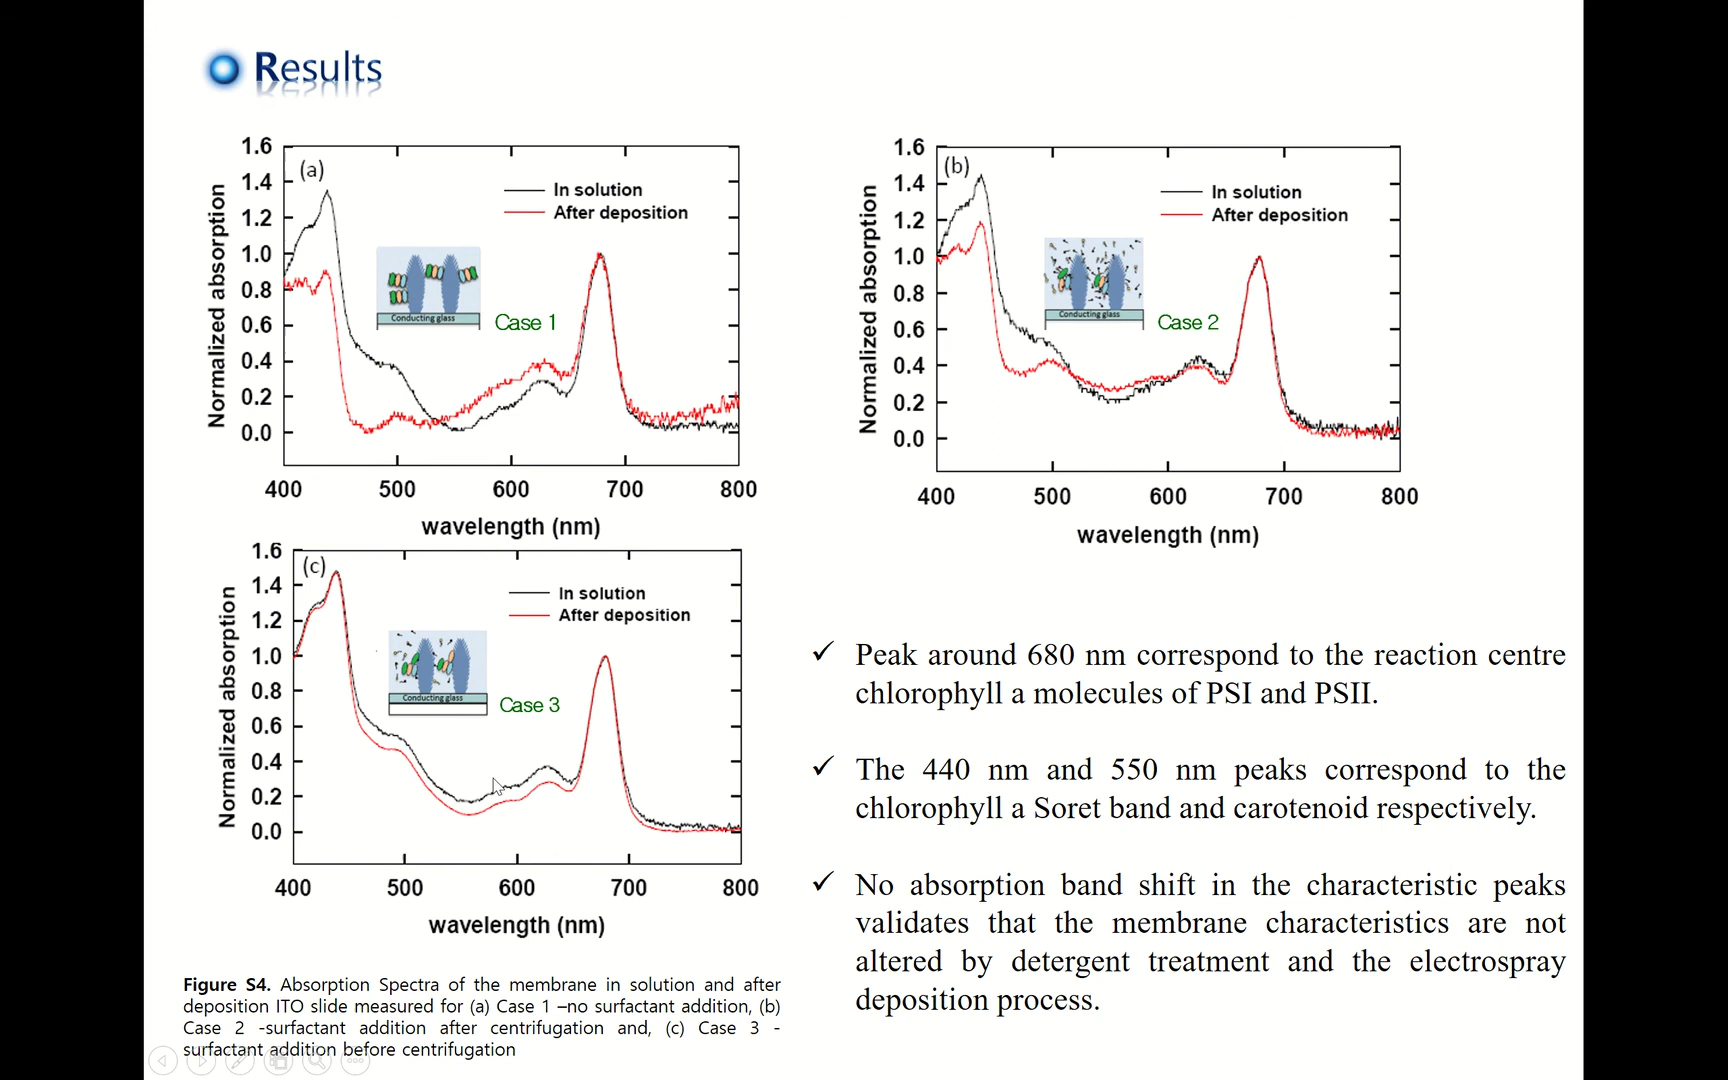 Results
1.6
1.4
1.2
1.0
0.8
0.6
0.4
0.2
0.0
Normalized absorption
(a)
In solution
After deposition
Conducting glass
Case 1
400 500 600 700 800
wavelength (nm)
1.6
1.4
1.2
1.0
0.8
0.6
0.4
0.2
0.0
Normalized absorption
(b)
In solution
After deposition
Conducting glass
Case 2
400 500 600 700 800
wavelength (nm)
1.6
1.4
1.2
1.0
0.8
0.6
0.4
0.2
0.0
Normalized absorption
(c)
In solution
After deposition
Conducting glass
Case 3
400 500 600 700 800
wavelength (nm)
Figure S4. Absorption Spectra of the membrane in solution and after
deposition ITO slide measured for (a) Case 1 –no surfactant addition, (b)
Case 2 -surfactant addition after centrifugation and, (c) Case 3 -
surfactant addition before centrifugation
✓ Peak around 680 nm correspond to the reaction centre
chlorophyll a molecules of PSI and PSII.
✓ The 440 nm and 550 nm peaks correspond to the
chlorophyll a Soret band and carotenoid respectively.
✓ No absorption band shift in the characteristic peaks
validates that the membrane characteristics are not
altered by detergent treatment and the electrospray
deposition process.